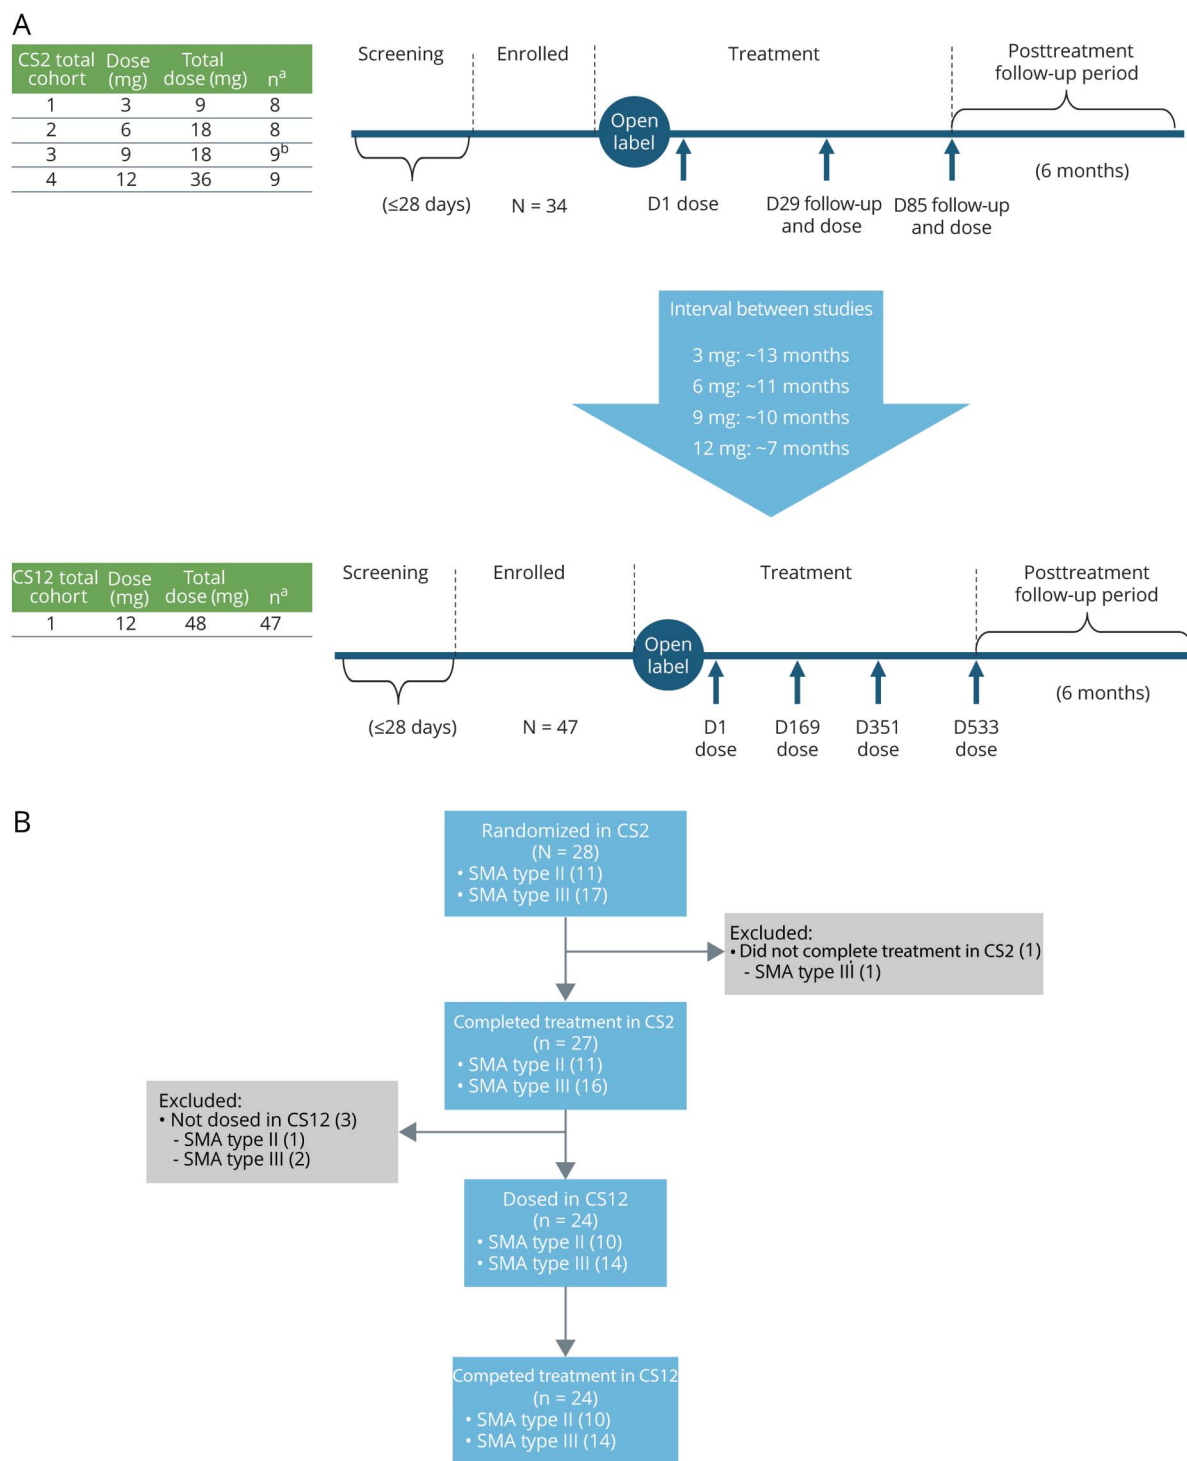 A
CS2 total cohort Dose (mg) Total dose (mg) nᵃ
1 3 9 8
2 6 18 8
3 9 18 9ᵇ
4 12 36 9
Screening
Enrolled
Treatment
Posttreatment
follow-up period
Open
label
(≤28 days)
N = 34
D1 dose
D29 follow-up
and dose
D85 follow-up
and dose
(6 months)
Interval between studies
3 mg: ~13 months
6 mg: ~11 months
9 mg: ~10 months
12 mg: ~7 months
CS12 total cohort Dose (mg) Total dose (mg) nᵃ
1 12 48 47
Screening
Enrolled
Treatment
Posttreatment
follow-up period
Open
label
(≤28 days)
N = 47
D1
dose
D169
dose
D351
dose
D533
dose
(6 months)
B
Randomized in CS2
(N = 28)
• SMA type II (11)
• SMA type III (17)
Excluded:
• Did not complete treatment in CS2 (1)
- SMA type III (1)
Completed treatment in CS2
(n = 27)
• SMA type II (11)
• SMA type III (16)
Excluded:
• Not dosed in CS12 (3)
- SMA type II (1)
- SMA type III (2)
Dosed in CS12
(n = 24)
• SMA type II (10)
• SMA type III (14)
Competed treatment in CS12
(n = 24)
• SMA type II (10)
• SMA type III (14)